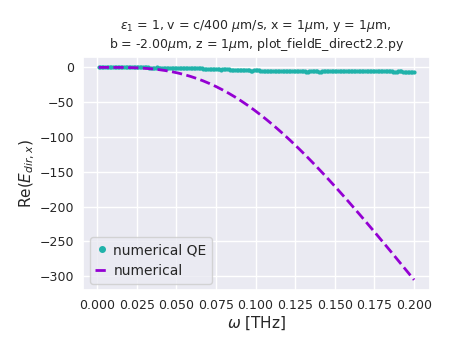 ε₁ = 1, v = c/400 μm/s, x = 1μm, y = 1μm,
b = -2.00μm, z = 1μm, plot_fieldE_direct2.2.py
Re(E_{dir,x})
0
−50
−100
−150
−200
−250
−300
numerical QE
numerical
0.000 0.025 0.050 0.075 0.100 0.125 0.150 0.175 0.200
ω [THz]